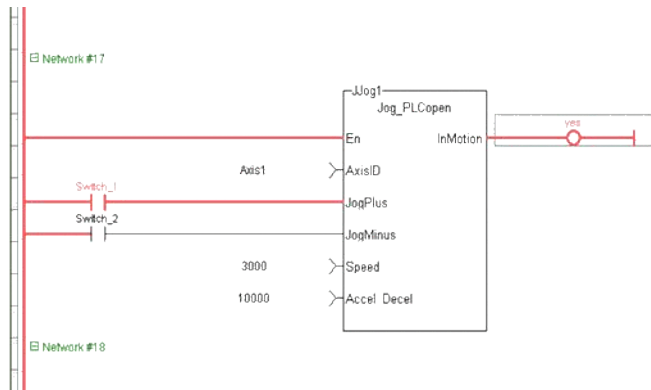 Network #17
JJog1
Jog_PLCopen
yes
En InMotion
Axis1 AxisID
Switch_1
JogPlus
Switch_2
JogMinus
3000 Speed
10000 Accel_Decel
Network #18